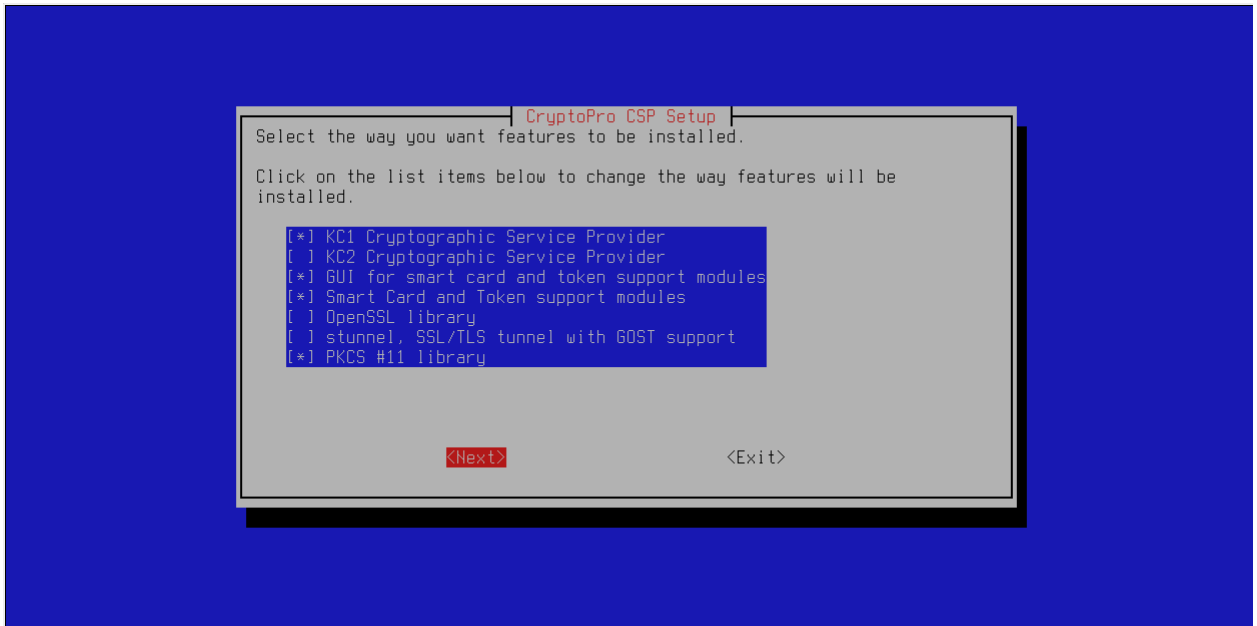 CryptoPro CSP Setup
Select the way you want features to be installed.
Click on the list items below to change the way features will be
installed.
[*] KC1 Cryptographic Service Provider
[ ] KC2 Cryptographic Service Provider
[*] GUI for smart card and token support modules
[*] Smart Card and Token support modules
[ ] OpenSSL library
[ ] stunnel, SSL/TLS tunnel with GOST support
[*] PKCS #11 library
<Next> <Exit>